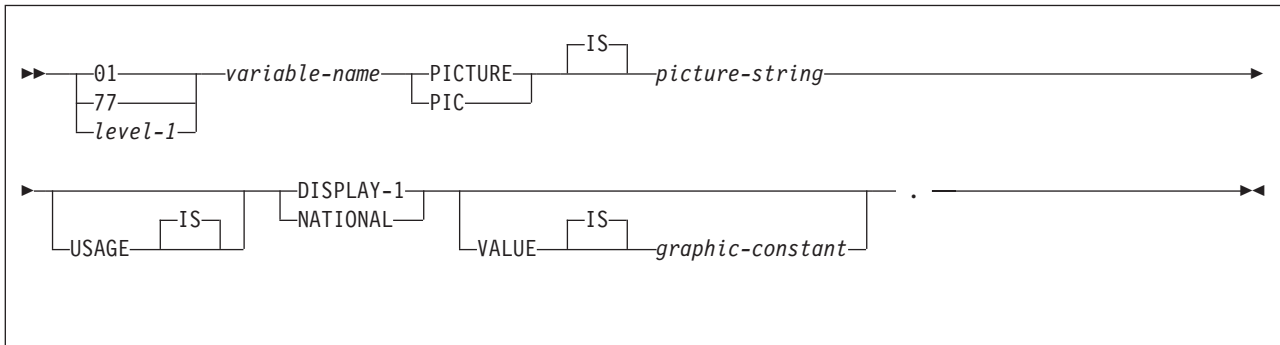 IS
01 variable-name PICTURE picture-string
77 PIC
level-1
DISPLAY-1 .
IS NATIONAL IS
USAGE VALUE graphic-constant